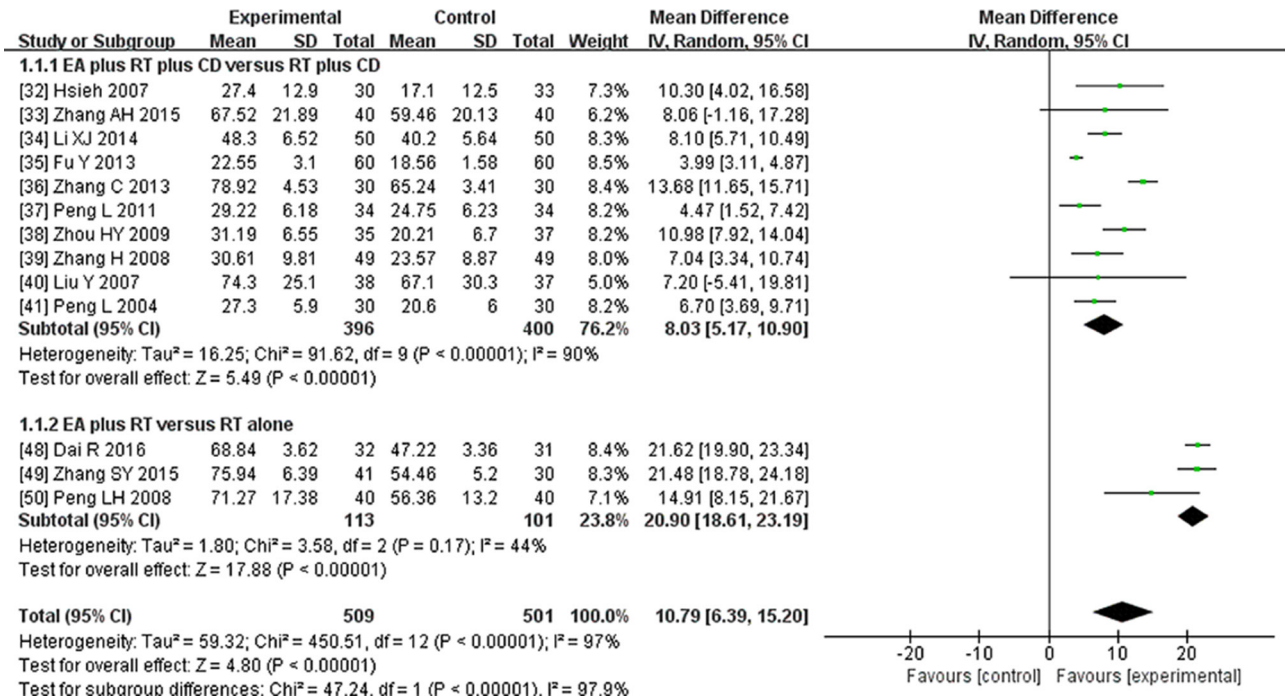 Experimental Control Mean Difference Mean Difference
Study or Subgroup Mean SD Total Mean SD Total Weight IV, Random, 95% CI IV, Random, 95% CI
1.1.1 EA plus RT plus CD versus RT plus CD
[32] Hsieh 2007 27.4 12.9 30 17.1 12.5 33 7.3% 10.30 [4.02, 16.58]
[33] Zhang AH 2015 67.52 21.89 40 59.46 20.13 40 6.2% 8.06 [-1.16, 17.28]
[34] Li XJ 2014 48.3 6.52 50 40.2 5.64 50 8.3% 8.10 [5.71, 10.49]
[35] Fu Y 2013 22.55 3.1 60 18.56 1.58 60 8.5% 3.99 [3.11, 4.87]
[36] Zhang C 2013 78.92 4.53 30 65.24 3.41 30 8.4% 13.68 [11.65, 15.71]
[37] Peng L 2011 29.22 6.18 34 24.75 6.23 34 8.2% 4.47 [1.52, 7.42]
[38] Zhou HY 2009 31.19 6.55 35 20.21 6.7 37 8.2% 10.98 [7.92, 14.04]
[39] Zhang H 2008 30.61 9.81 49 23.57 8.87 49 8.0% 7.04 [3.34, 10.74]
[40] Liu Y 2007 74.3 25.1 38 67.1 30.3 37 5.0% 7.20 [-5.41, 19.81]
[41] Peng L 2004 27.3 5.9 30 20.6 6 30 8.2% 6.70 [3.69, 9.71]
Subtotal (95% CI) 396 400 76.2% 8.03 [5.17, 10.90]
Heterogeneity: Tau² = 16.25; Chi² = 91.62, df = 9 (P < 0.00001); I² = 90%
Test for overall effect: Z = 5.49 (P < 0.00001)
1.1.2 EA plus RT versus RT alone
[48] Dai R 2016 68.84 3.62 32 47.22 3.36 31 8.4% 21.62 [19.90, 23.34]
[49] Zhang SY 2015 75.94 6.39 41 54.46 5.2 30 8.3% 21.48 [18.78, 24.18]
[50] Peng LH 2008 71.27 17.38 40 56.36 13.2 40 7.1% 14.91 [8.15, 21.67]
Subtotal (95% CI) 113 101 23.8% 20.90 [18.61, 23.19]
Heterogeneity: Tau² = 1.80; Chi² = 3.58, df = 2 (P = 0.17); I² = 44%
Test for overall effect: Z = 17.88 (P < 0.00001)
Total (95% CI) 509 501 100.0% 10.79 [6.39, 15.20]
Heterogeneity: Tau² = 59.32; Chi² = 450.51, df = 12 (P < 0.00001); I² = 97%
Test for overall effect: Z = 4.80 (P < 0.00001)
Test for subgroup differences: Chi² = 47.24, df = 1 (P < 0.00001), I² = 97.9%
-20 -10 0 10 20
Favours [control] Favours [experimental]